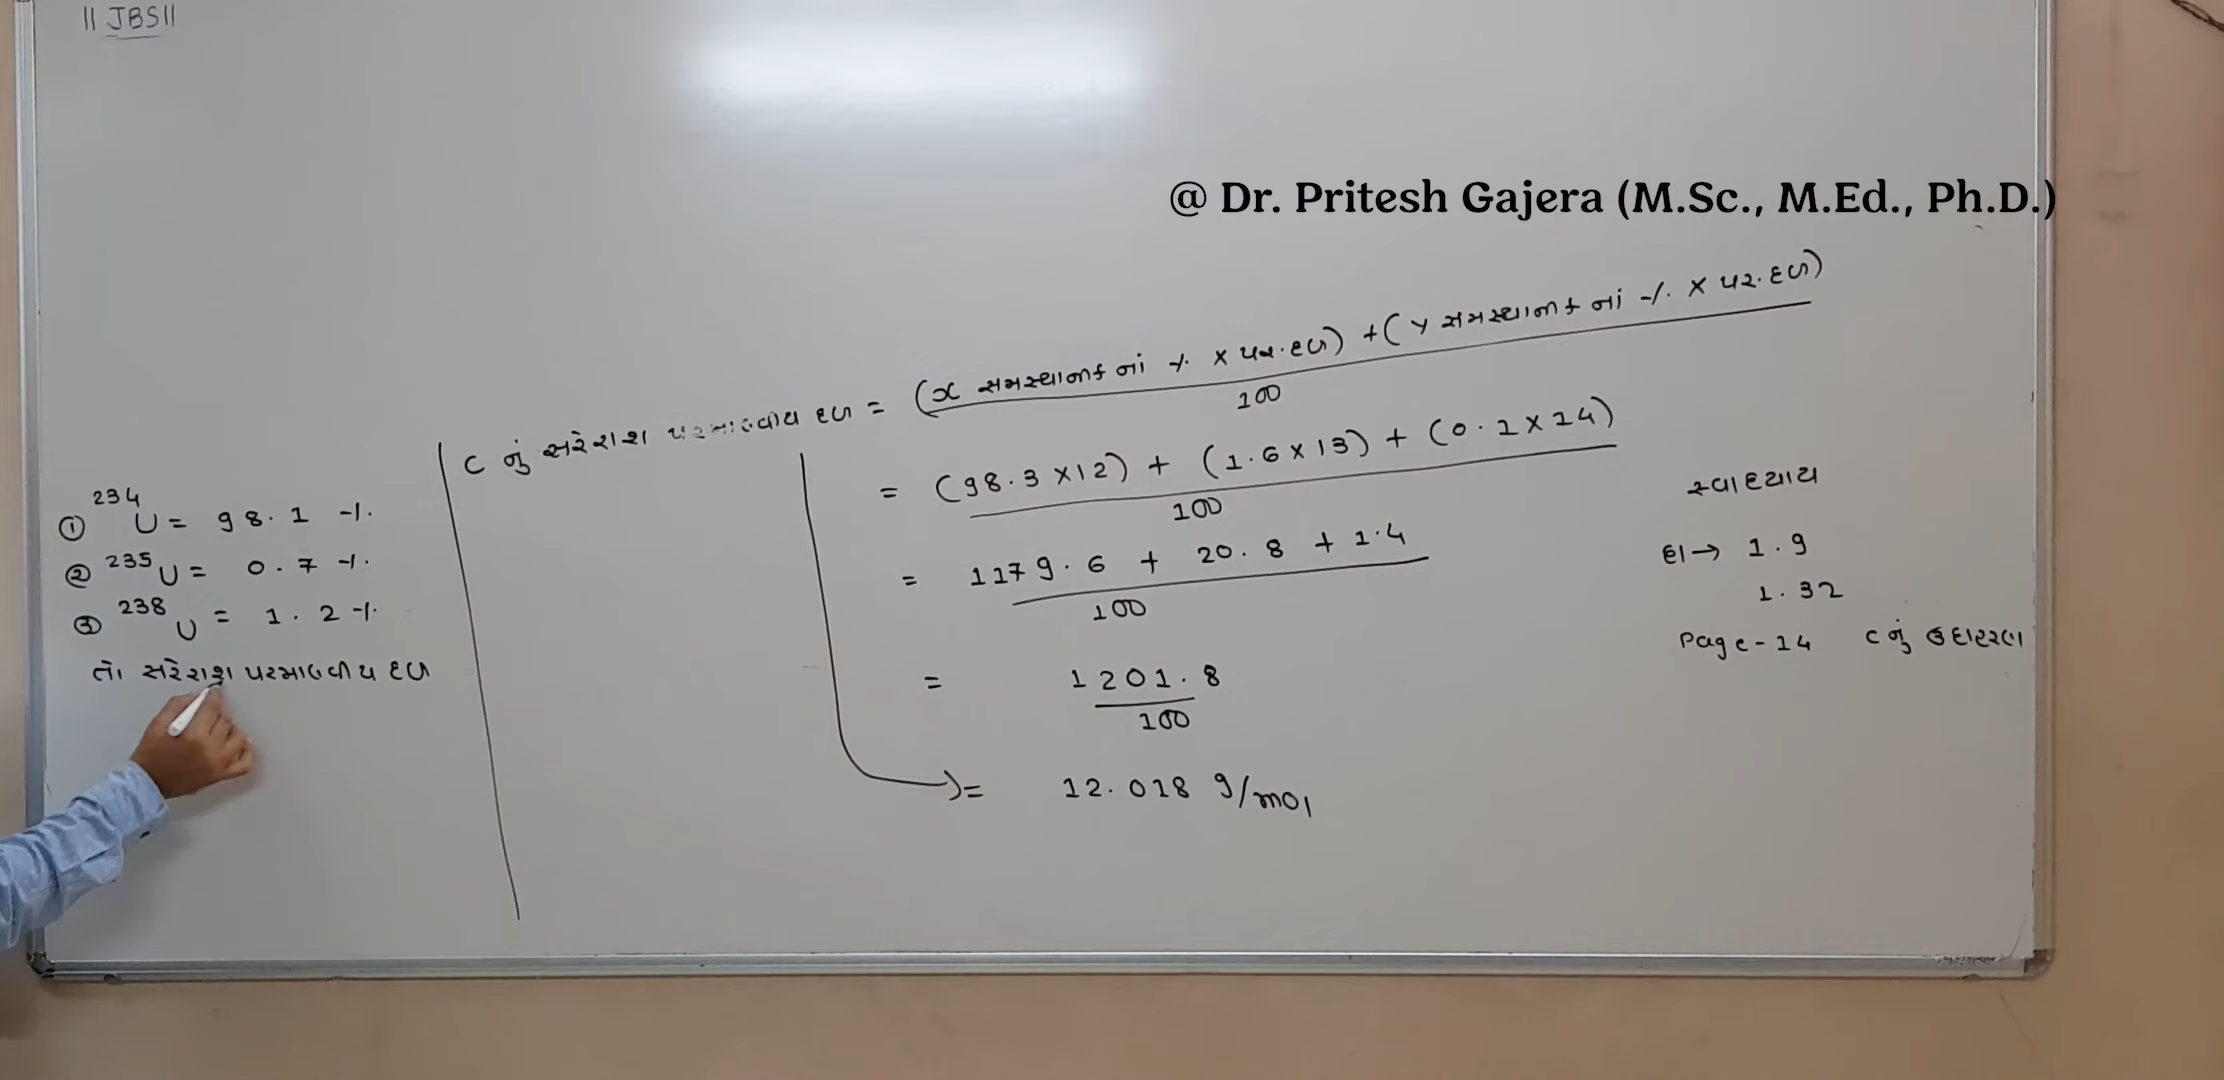 || JBS ||
@ Dr. Pritesh Gajera (M.Sc., M.Ed., Ph.D.)
① ²³⁴U = 98.1 %
② ²³⁵U = 0.7 %
③ ²³⁸U = 1.2 %
તો સરેરાશ પરમાણ્વીય દળ
C નું સરેરાશ પરમાણ્વીય દળ = (x સમસ્થાનિક નાં % × પર.દળ) + (y સમસ્થાનિક નાં % × પર.દળ)
100
= (98.3 × 12) + (1.6 × 13) + (0.1 × 14)
100
= 1179.6 + 20.8 + 1.4
100
= 1201.8
100
= 12.018 g/mol
સ્વાધ્યાય
દા → 1.9
1.32
Page - 14 C નું ઉદાહરણ